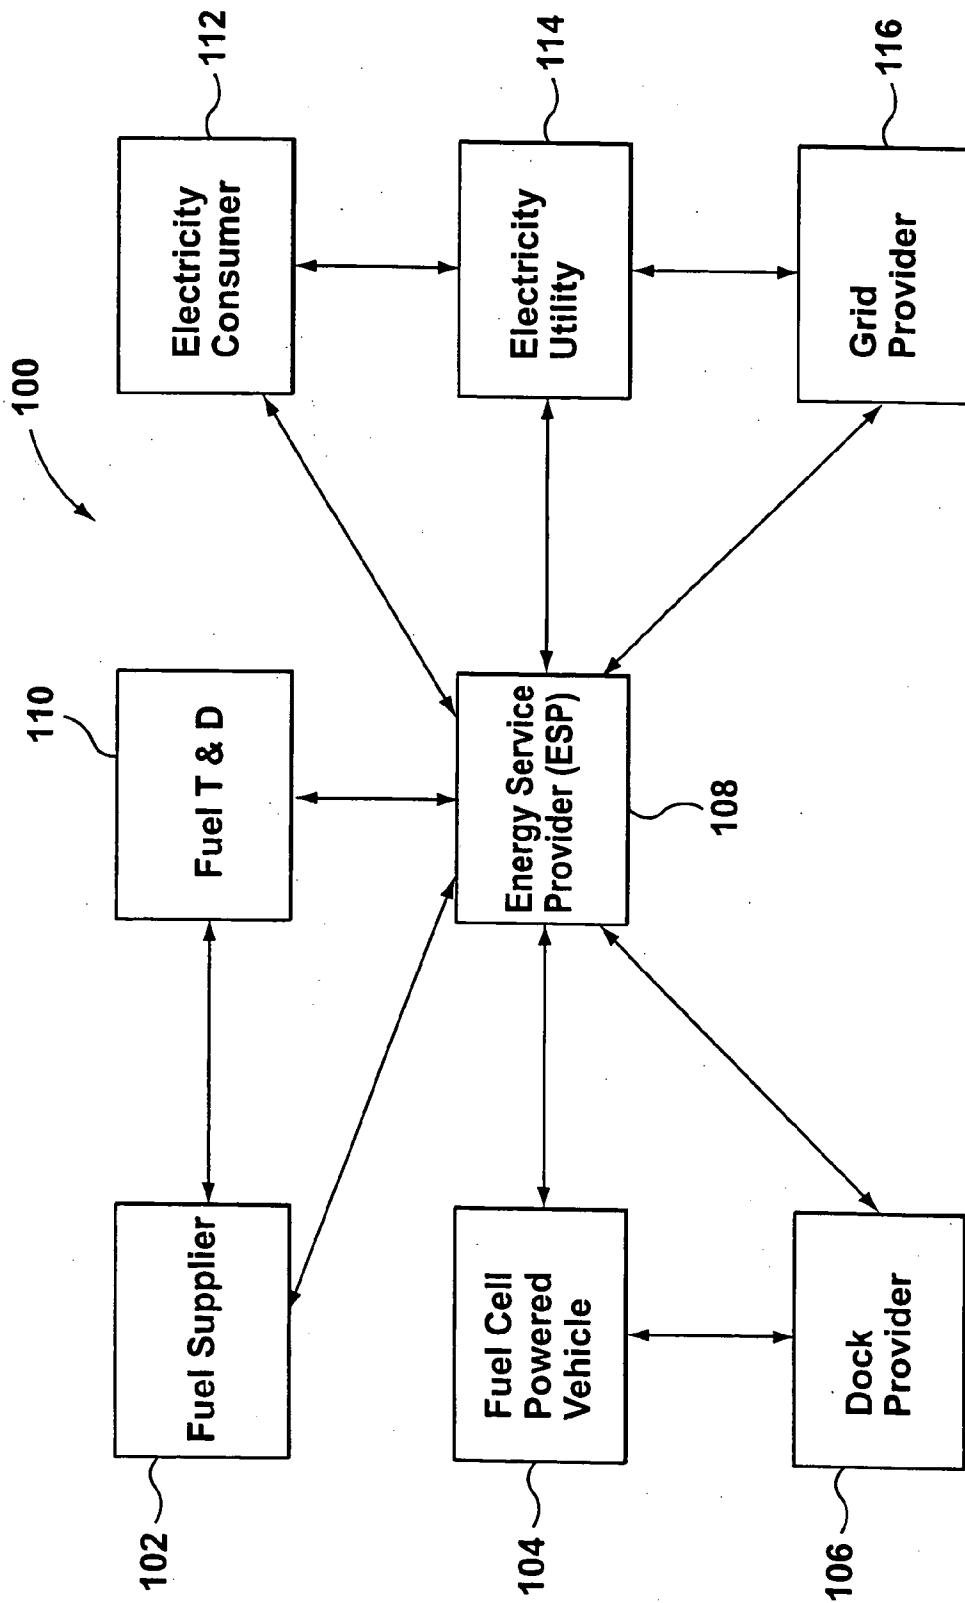 100
102
Fuel Supplier
110
Fuel T & D
112
Electricity
Consumer
104
Fuel Cell
Powered
Vehicle
Energy Service
Provider (ESP)
108
114
Electricity
Utility
106
Dock
Provider
116
Grid
Provider